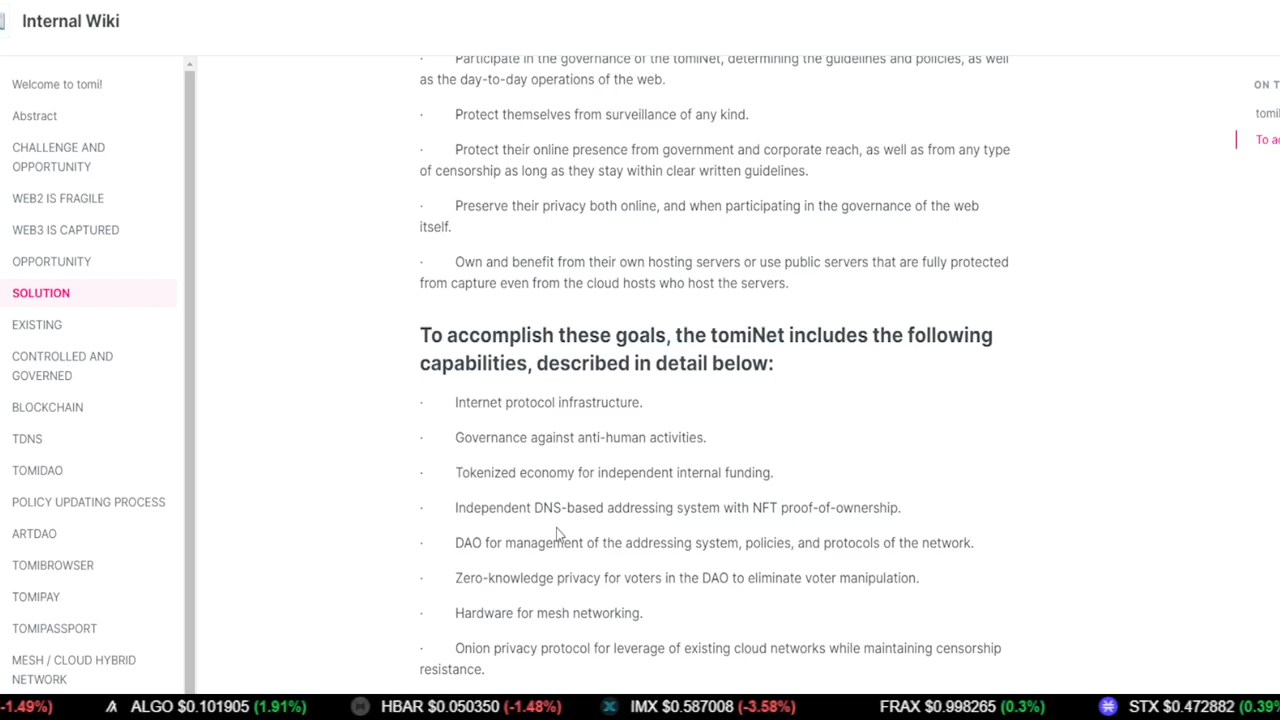 Internal Wiki
Welcome to tomi!
Abstract
CHALLENGE AND
OPPORTUNITY
WEB2 IS FRAGILE
WEB3 IS CAPTURED
OPPORTUNITY
SOLUTION
EXISTING
CONTROLLED AND
GOVERNED
BLOCKCHAIN
TDNS
TOMIDAO
POLICY UPDATING PROCESS
ARTDAO
TOMIBROWSER
TOMIPAY
TOMIPASSPORT
MESH / CLOUD HYBRID
NETWORK
· Participate in the governance of the tomiNet, determining the guidelines and policies, as well
as the day-to-day operations of the web.
· Protect themselves from surveillance of any kind.
· Protect their online presence from government and corporate reach, as well as from any type
of censorship as long as they stay within clear written guidelines.
· Preserve their privacy both online, and when participating in the governance of the web
itself.
· Own and benefit from their own hosting servers or use public servers that are fully protected
from capture even from the cloud hosts who host the servers.
To accomplish these goals, the tomiNet includes the following
capabilities, described in detail below:
· Internet protocol infrastructure.
· Governance against anti-human activities.
· Tokenized economy for independent internal funding.
· Independent DNS-based addressing system with NFT proof-of-ownership.
· DAO for management of the addressing system, policies, and protocols of the network.
· Zero-knowledge privacy for voters in the DAO to eliminate voter manipulation.
· Hardware for mesh networking.
· Onion privacy protocol for leverage of existing cloud networks while maintaining censorship
resistance.
ON T
To
-1.49%) ALGO $0.101905 (1.91%) HBAR $0.050350 (-1.48%) IMX $0.587008 (-3.58%) FRAX $0.998265 (0.3%) STX $0.472882 (0.39%